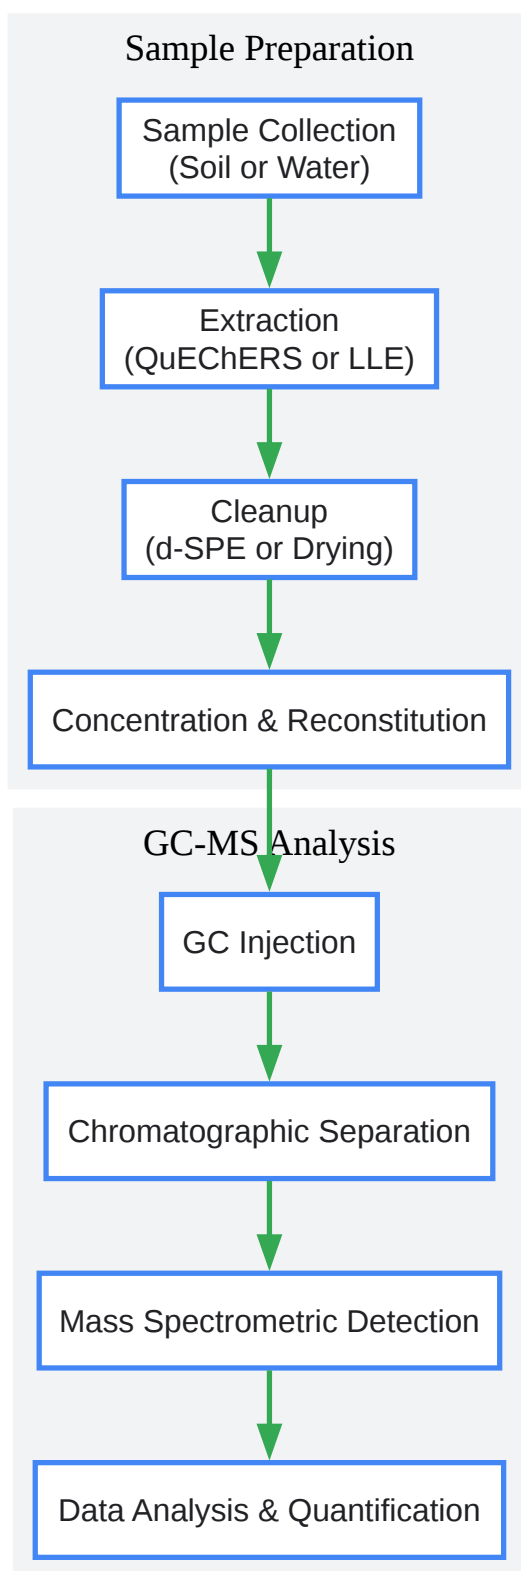 Sample Preparation
Sample Collection
(Soil or Water)
Extraction
(QuEChERS or LLE)
Cleanup
(d-SPE or Drying)
Concentration & Reconstitution
GC-MS Analysis
GC Injection
Chromatographic Separation
Mass Spectrometric Detection
Data Analysis & Quantification